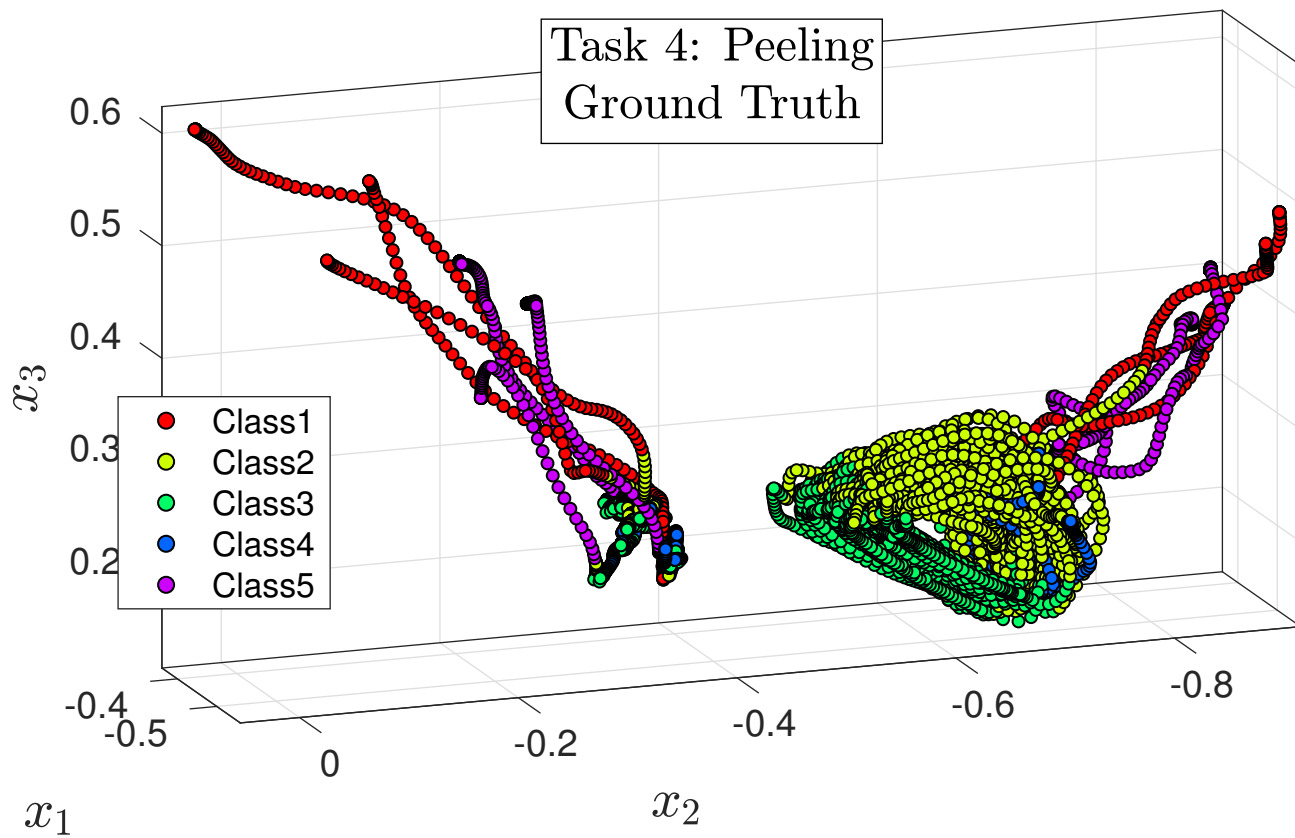 Task 4: Peeling
Ground Truth
0.6
0.5
0.4
0.3
0.2
x3
Class1
Class2
Class3
Class4
Class5
-0.4
-0.5
x1
0
-0.2
-0.4
-0.6
-0.8
x2